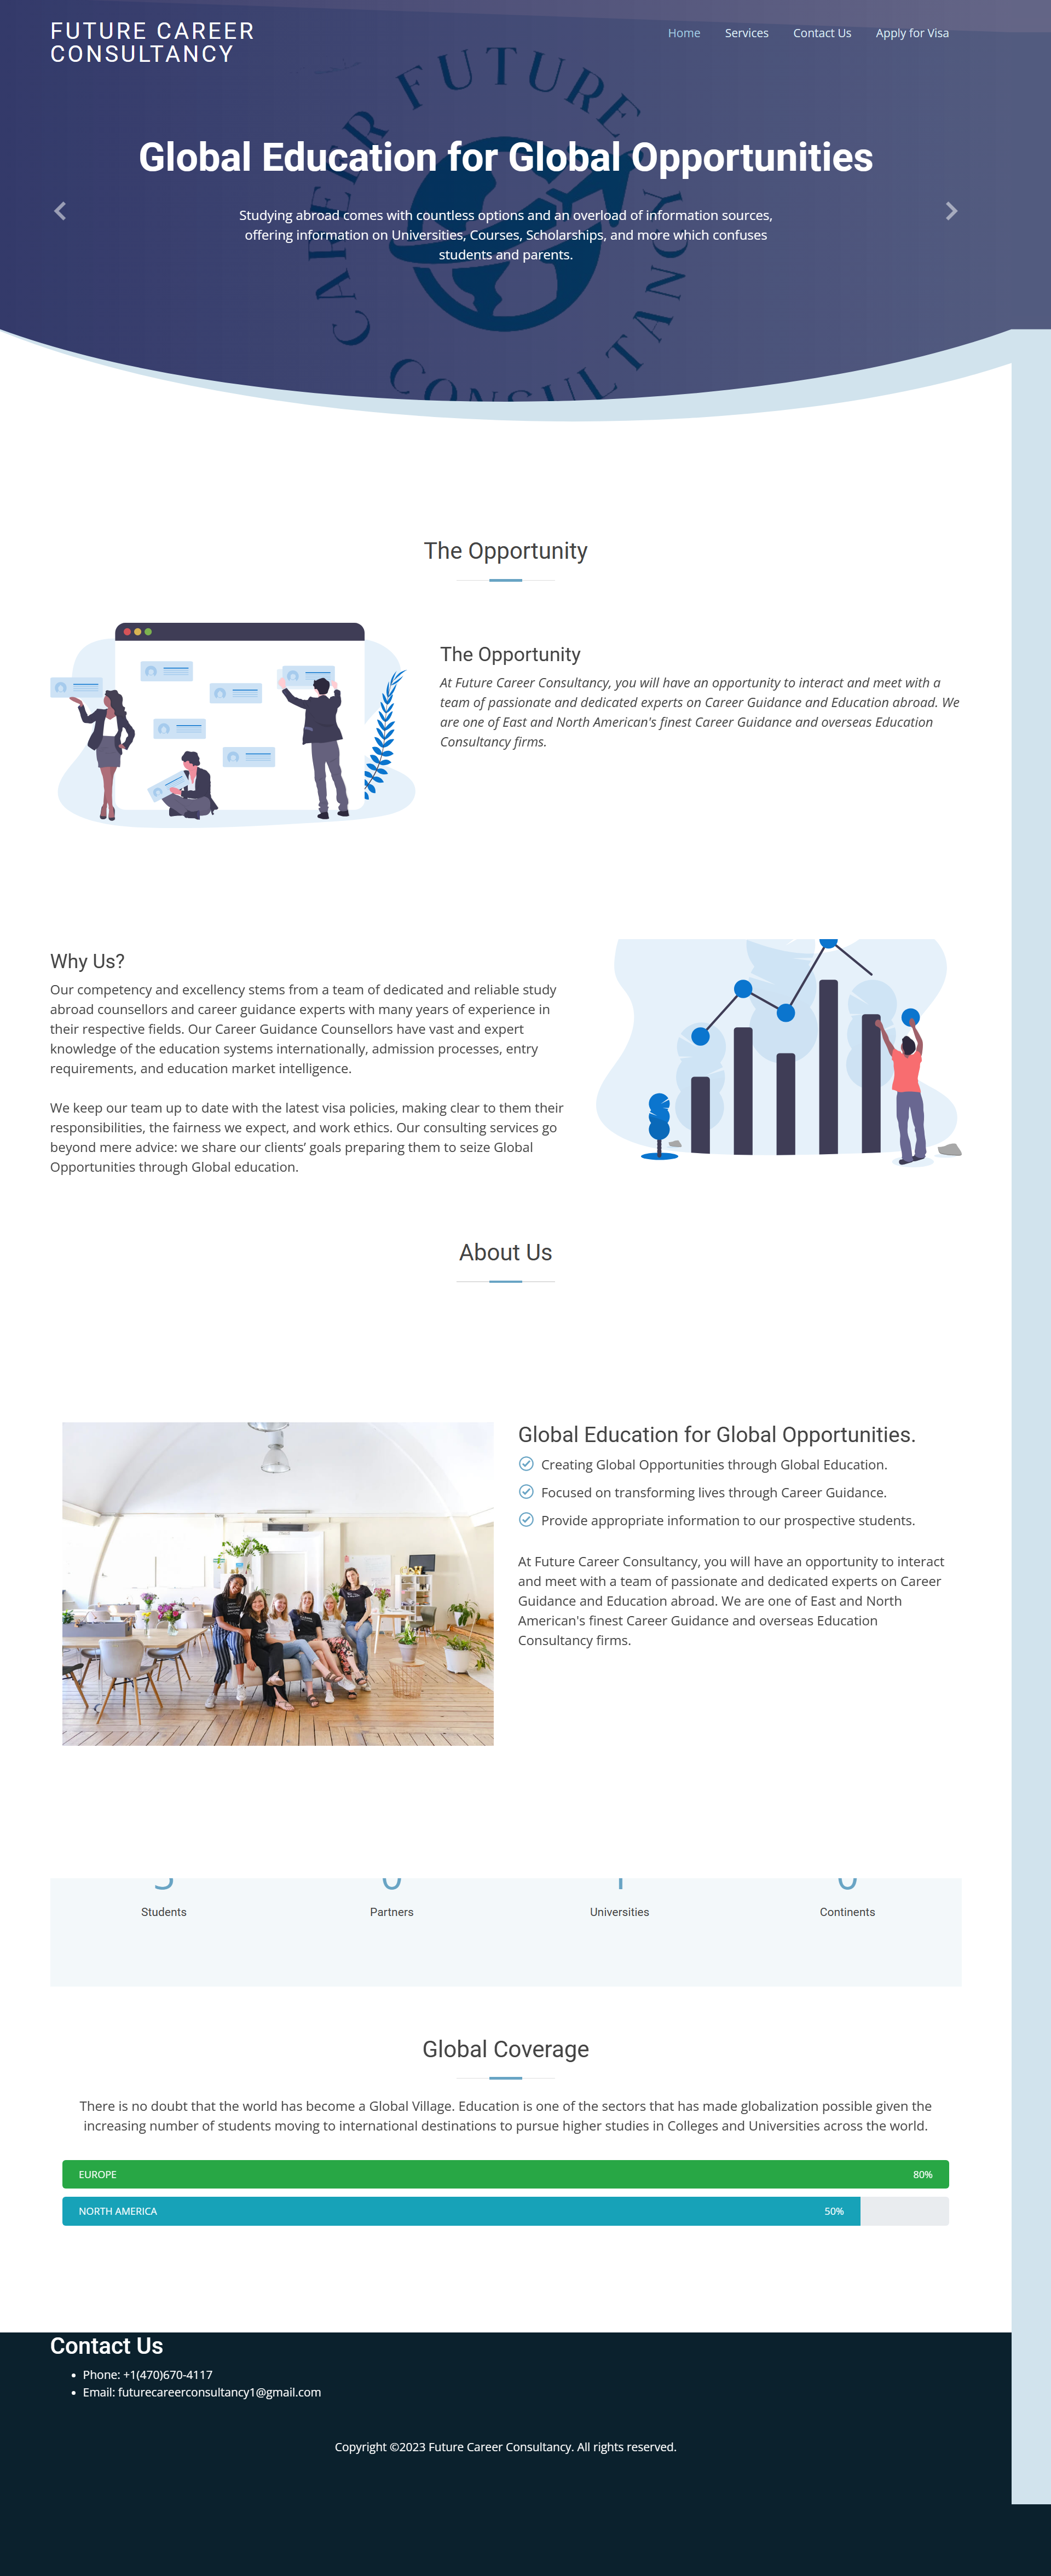 FUTURE CAREER
CONSULTANCY
Home Services Contact Us Apply for Visa
CAREER FUTURE
CONSULTANCY
Global Education for Global Opportunities
Studying abroad comes with countless options and an overload of information sources,
offering information on Universities, Courses, Scholarships, and more which confuses
students and parents.
The Opportunity
The Opportunity
At Future Career Consultancy, you will have an opportunity to interact and meet with a
team of passionate and dedicated experts on Career Guidance and Education abroad. We
are one of East and North American's finest Career Guidance and overseas Education
Consultancy firms.
Why Us?
Our competency and excellency stems from a team of dedicated and reliable study
abroad counsellors and career guidance experts with many years of experience in
their respective fields. Our Career Guidance Counsellors have vast and expert
knowledge of the education systems internationally, admission processes, entry
requirements, and education market intelligence.
We keep our team up to date with the latest visa policies, making clear to them their
responsibilities, the fairness we expect, and work ethics. Our consulting services go
beyond mere advice: we share our clients’ goals preparing them to seize Global
Opportunities through Global education.
About Us
Global Education for Global Opportunities.
Creating Global Opportunities through Global Education.
Focused on transforming lives through Career Guidance.
Provide appropriate information to our prospective students.
At Future Career Consultancy, you will have an opportunity to interact
and meet with a team of passionate and dedicated experts on Career
Guidance and Education abroad. We are one of East and North
American's finest Career Guidance and overseas Education
Consultancy firms.
Students Partners Universities Continents
Global Coverage
There is no doubt that the world has become a Global Village. Education is one of the sectors that has made globalization possible given the
increasing number of students moving to international destinations to pursue higher studies in Colleges and Universities across the world.
EUROPE 80%
NORTH AMERICA 50%
Contact Us
Phone: +1(470)670-4117
Email: futurecareerconsultancy1@gmail.com
Copyright ©2023 Future Career Consultancy. All rights reserved.